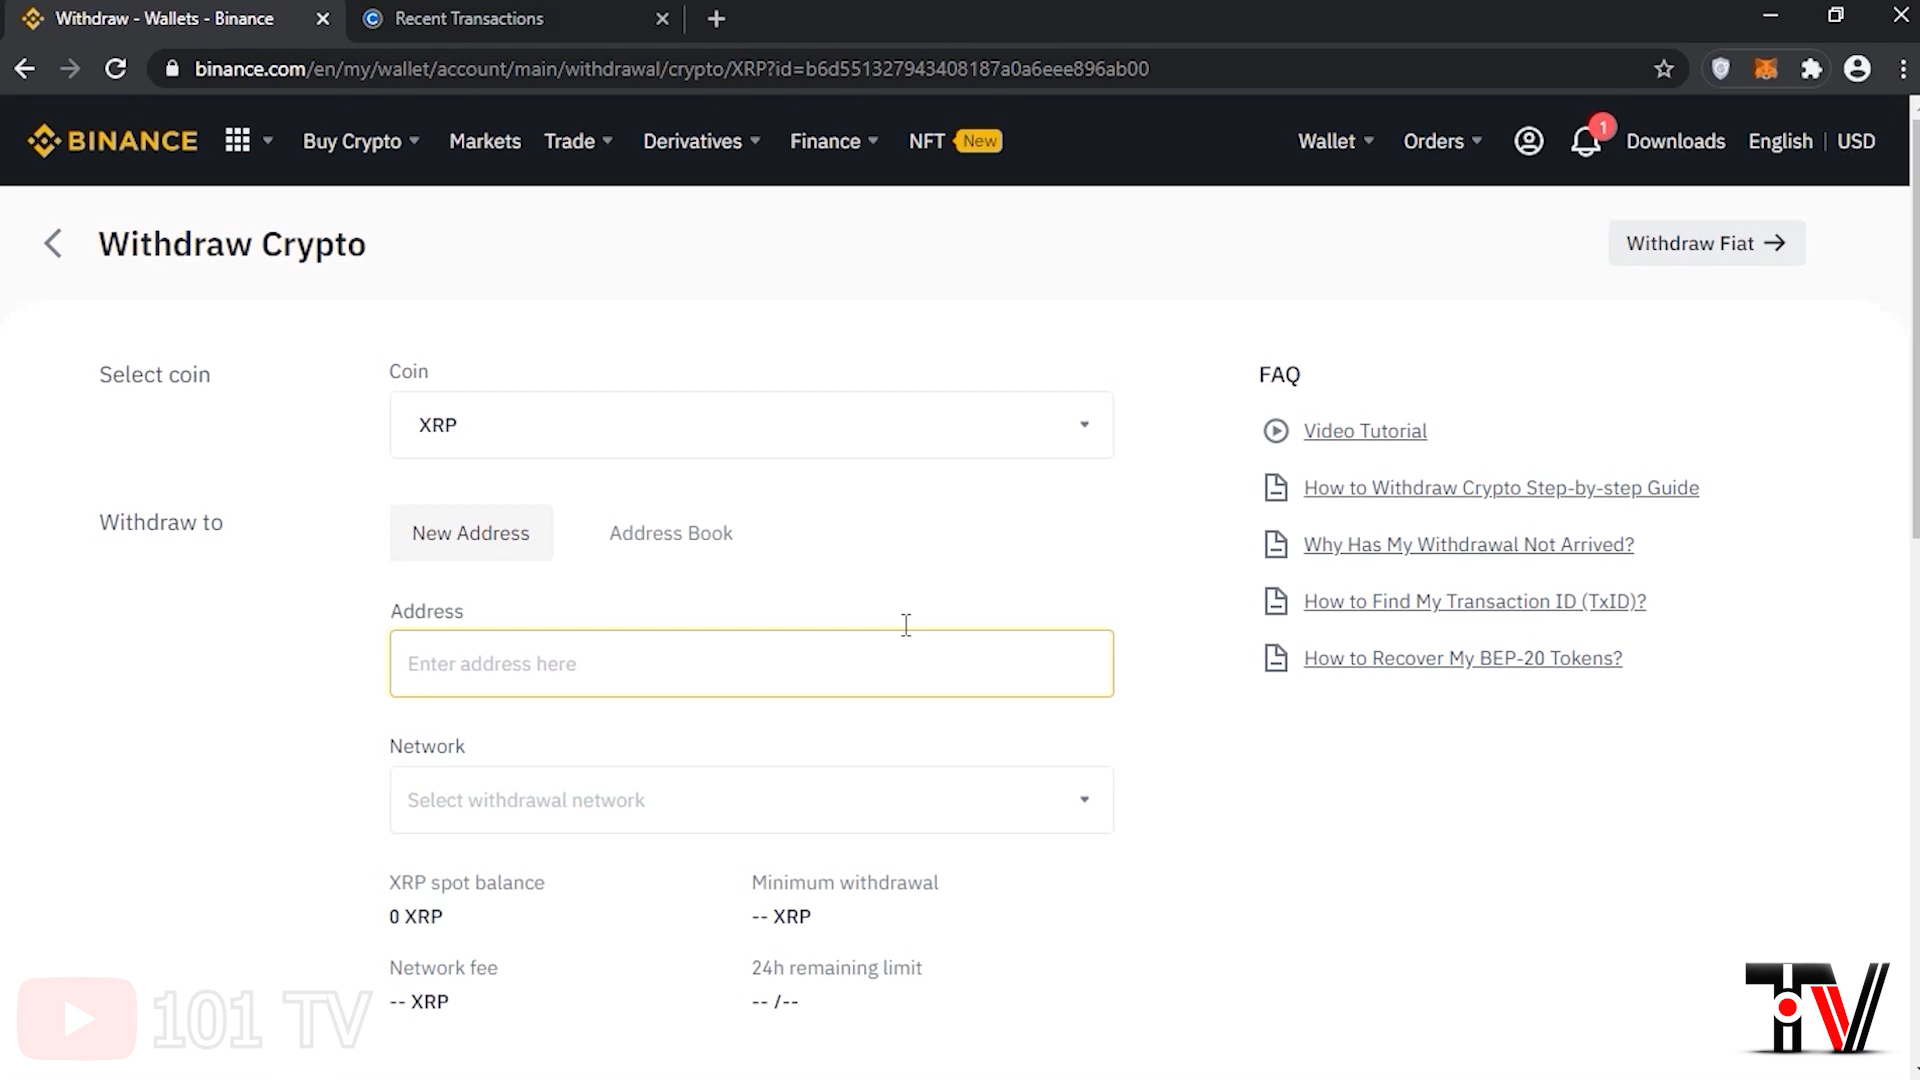 Withdraw - Wallets - Binance
Recent Transactions
binance.com/en/my/wallet/account/main/withdrawal/crypto/XRP?id=b6d551327943408187a0a6eee896ab00
BINANCE
Buy Crypto
Markets
Trade
Derivatives
Finance
NFT New
Wallet
Orders
1
Downloads
English | USD
Withdraw Crypto
Withdraw Fiat →
Select coin
Coin
XRP
Withdraw to
New Address
Address Book
Address
Enter address here
Network
Select withdrawal network
XRP spot balance
0 XRP
Minimum withdrawal
-- XRP
Network fee
-- XRP
24h remaining limit
-- /--
FAQ
Video Tutorial
How to Withdraw Crypto Step-by-step Guide
Why Has My Withdrawal Not Arrived?
How to Find My Transaction ID (TxID)?
How to Recover My BEP-20 Tokens?
101 TV
TV